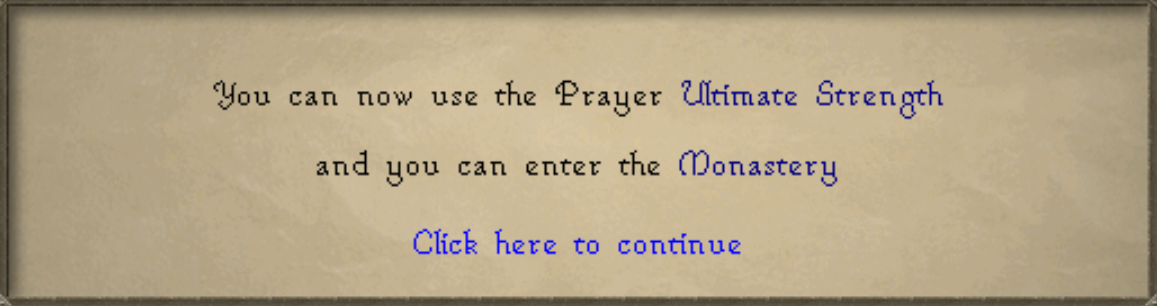 You can now use the Prayer Ultimate Strength
and you can enter the Monastery
Click here to continue